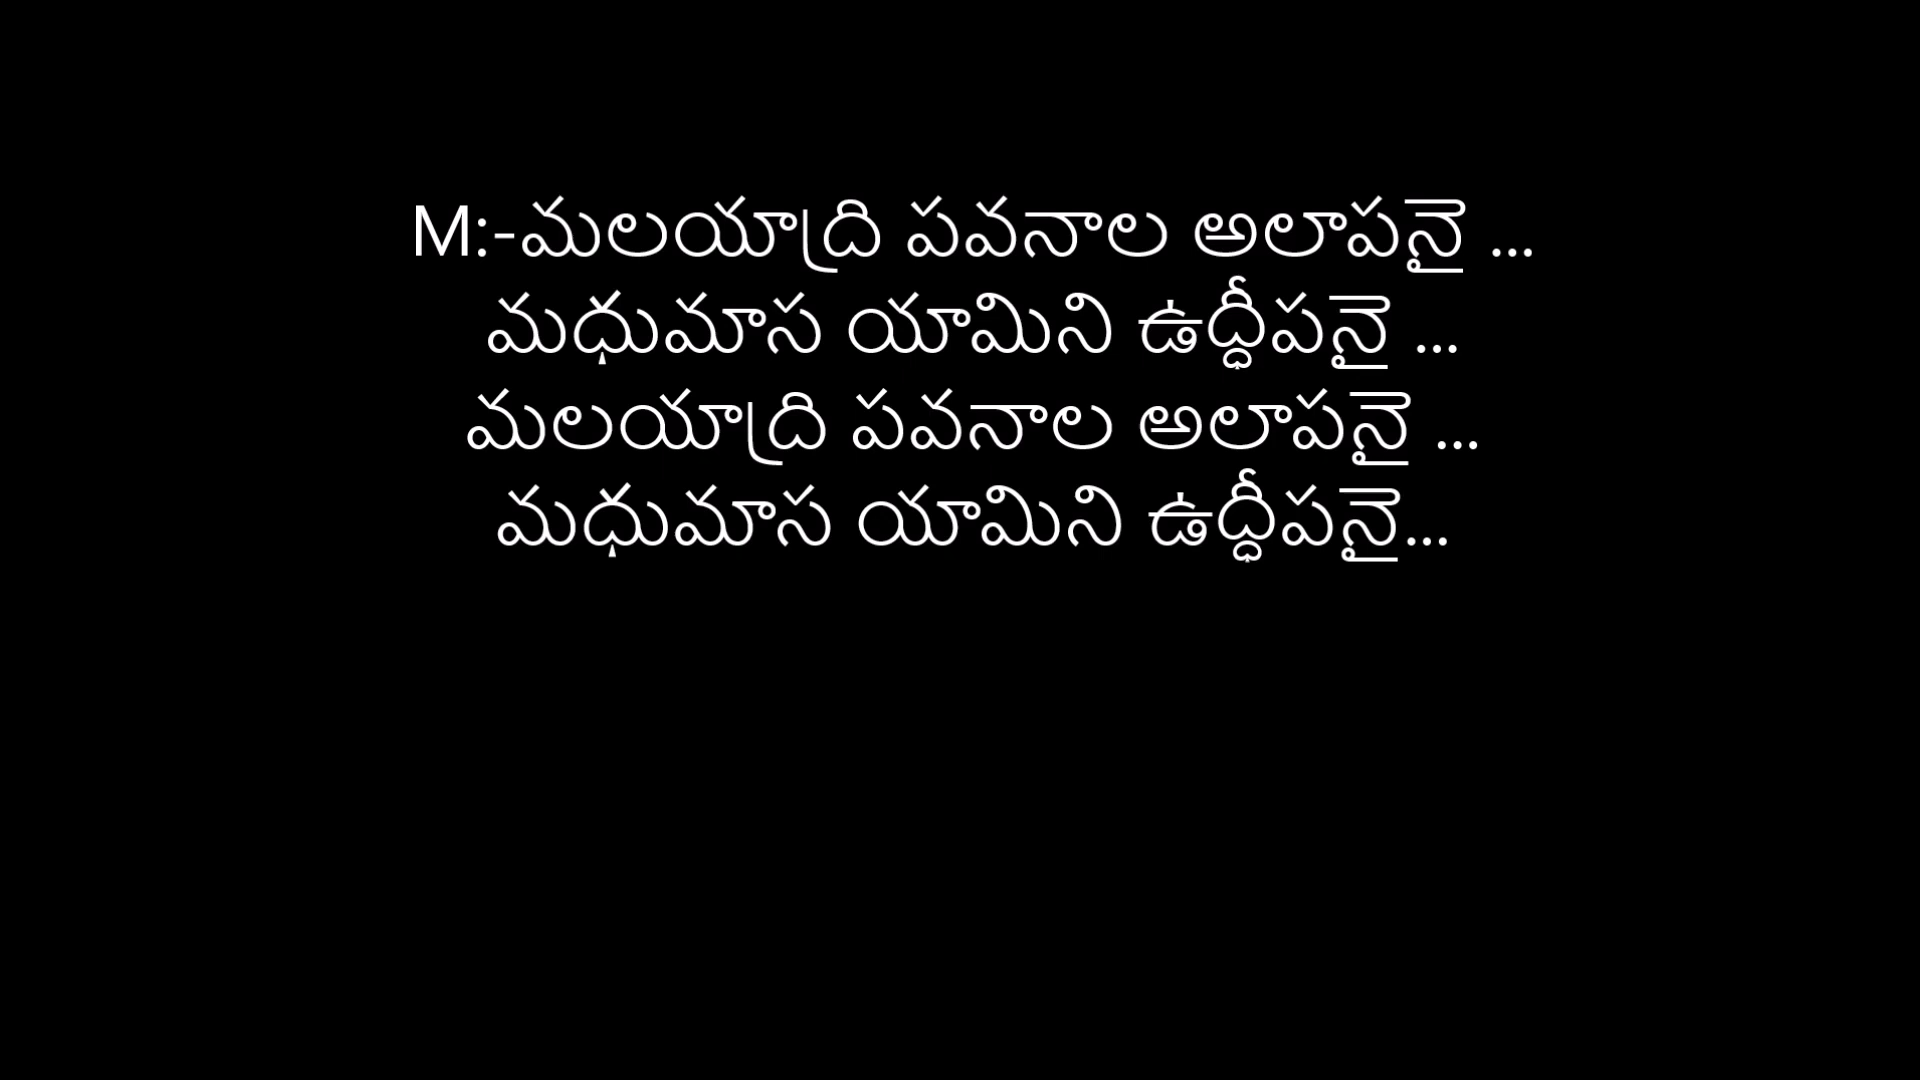 M:-మలయాద్రి పవనాల అలాపనై ...
మధుమాస యామిని ఉద్ధీపనై ...
మలయాద్రి పవనాల అలాపనై ...
మధుమాస యామిని ఉద్ధీపనై...